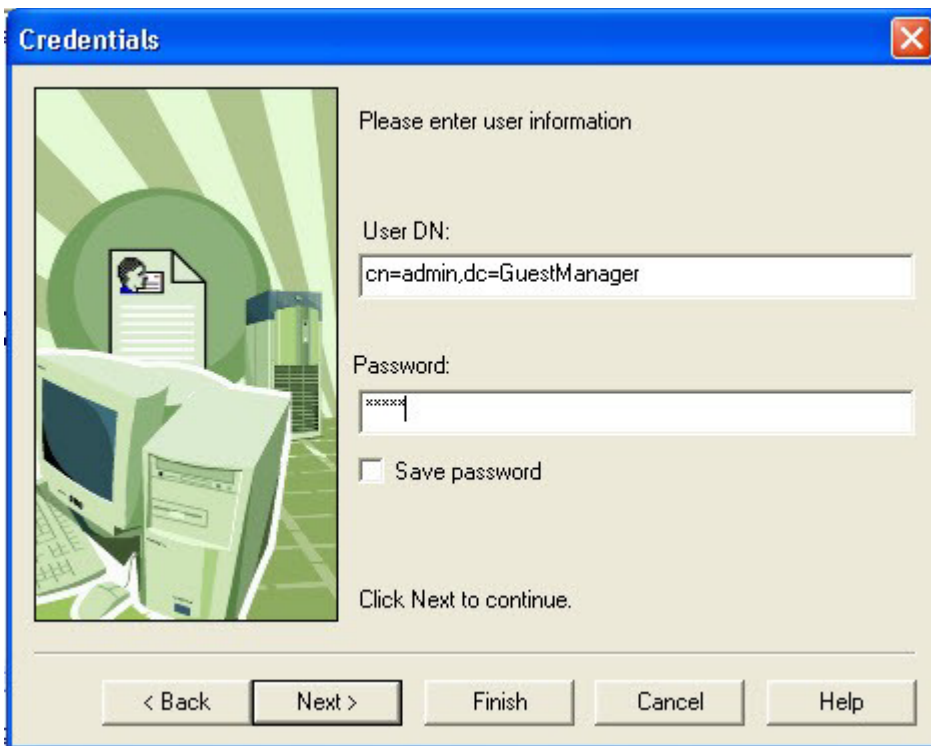 Credentials
Please enter user information
User DN:
cn=admin,dc=GuestManager
Password:
*****
Save password
Click Next to continue.
< Back Next > Finish Cancel Help